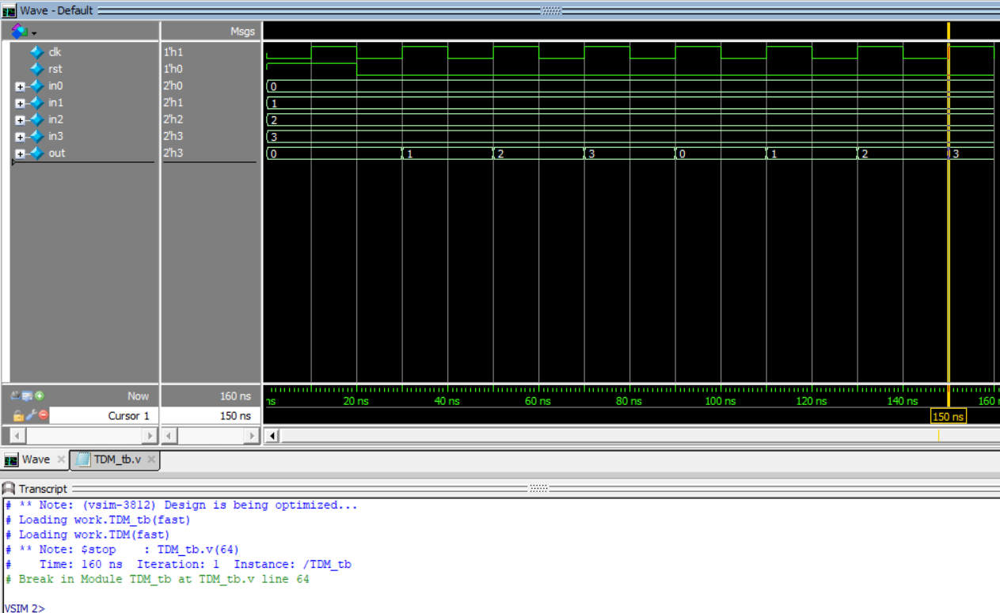 Wave - Default
Msgs
clk 1'h1
rst 1'h0
in0 2'h0 0
in1 2'h1 1
in2 2'h2 2
in3 2'h3 3
out 2'h3 0 1 2 3 0 1 2 3
Now 160 ns ns 20 ns 40 ns 60 ns 80 ns 100 ns 120 ns 140 ns 160
Cursor 1 150 ns 150 ns
Wave TDM_tb.v
Transcript
# ** Note: (vsim-3812) Design is being optimized...
# Loading work.TDM_tb(fast)
# Loading work.TDM(fast)
# ** Note: $stop    : TDM_tb.v(64)
#    Time: 160 ns  Iteration: 1  Instance: /TDM_tb
# Break in Module TDM_tb at TDM_tb.v line 64
VSIM 2>